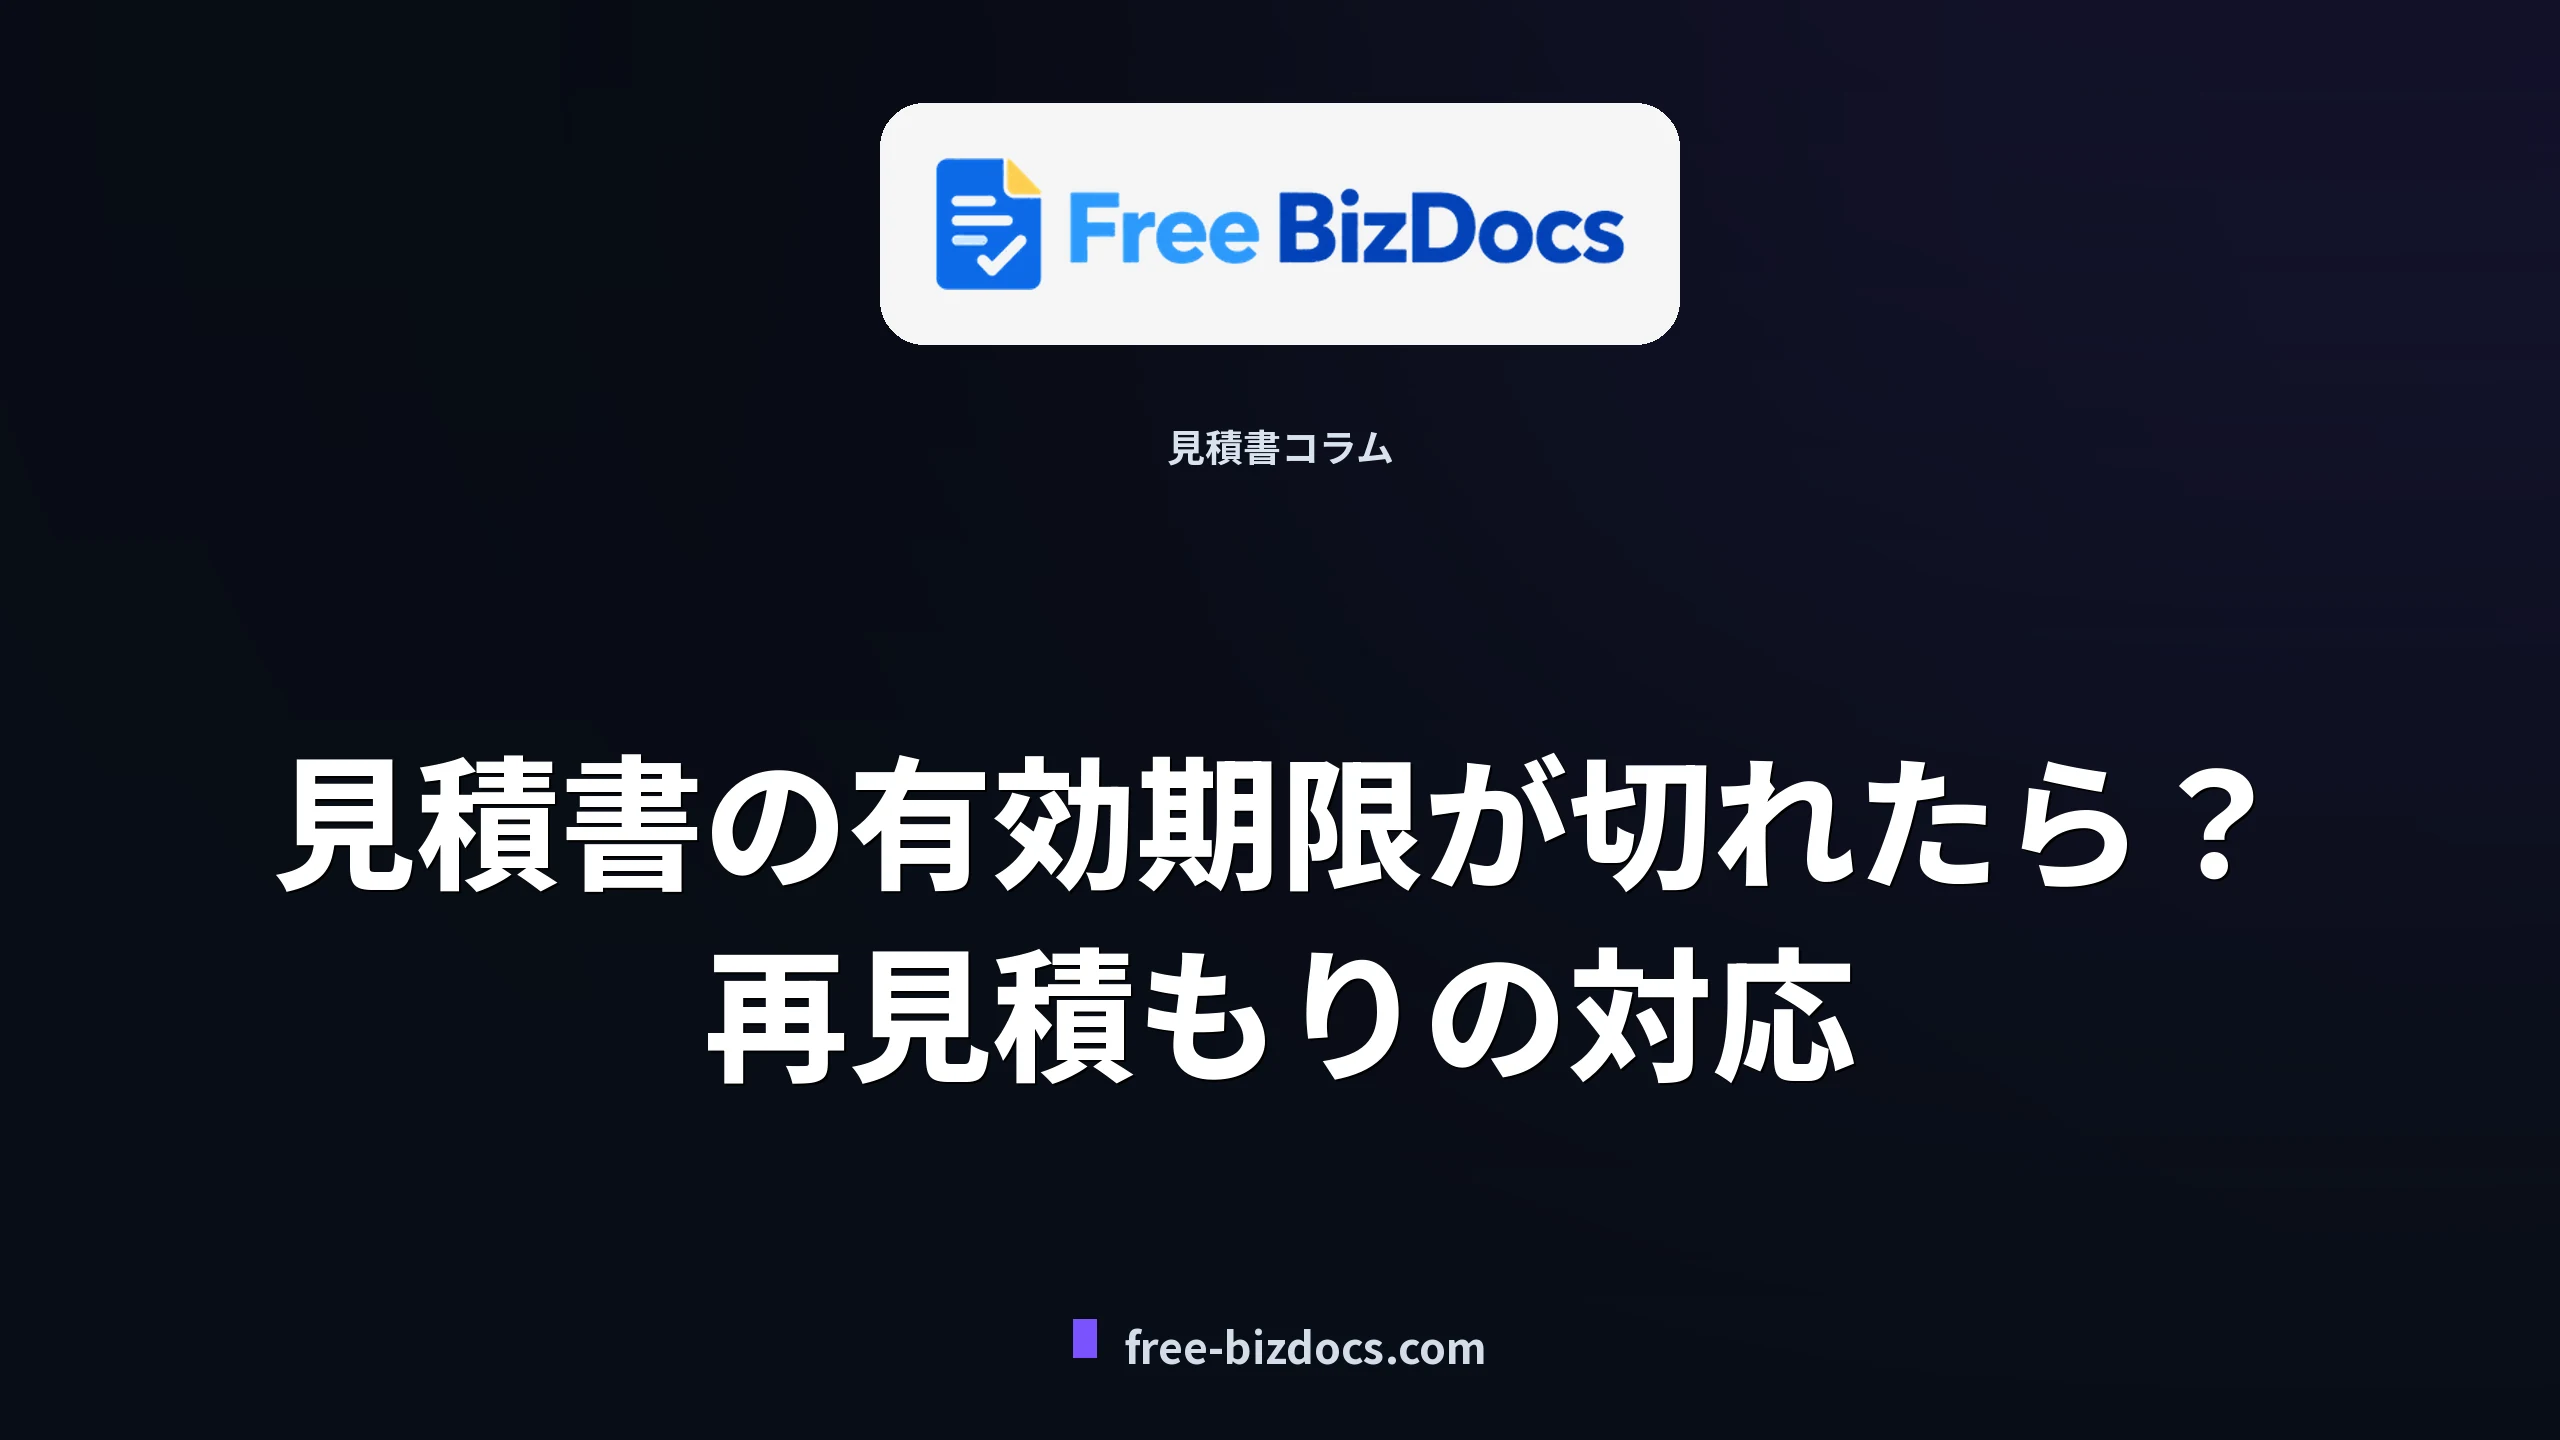 Free BizDocs
見積書コラム
見積書の有効期限が切れたら？
再見積もりの対応
free-bizdocs.com